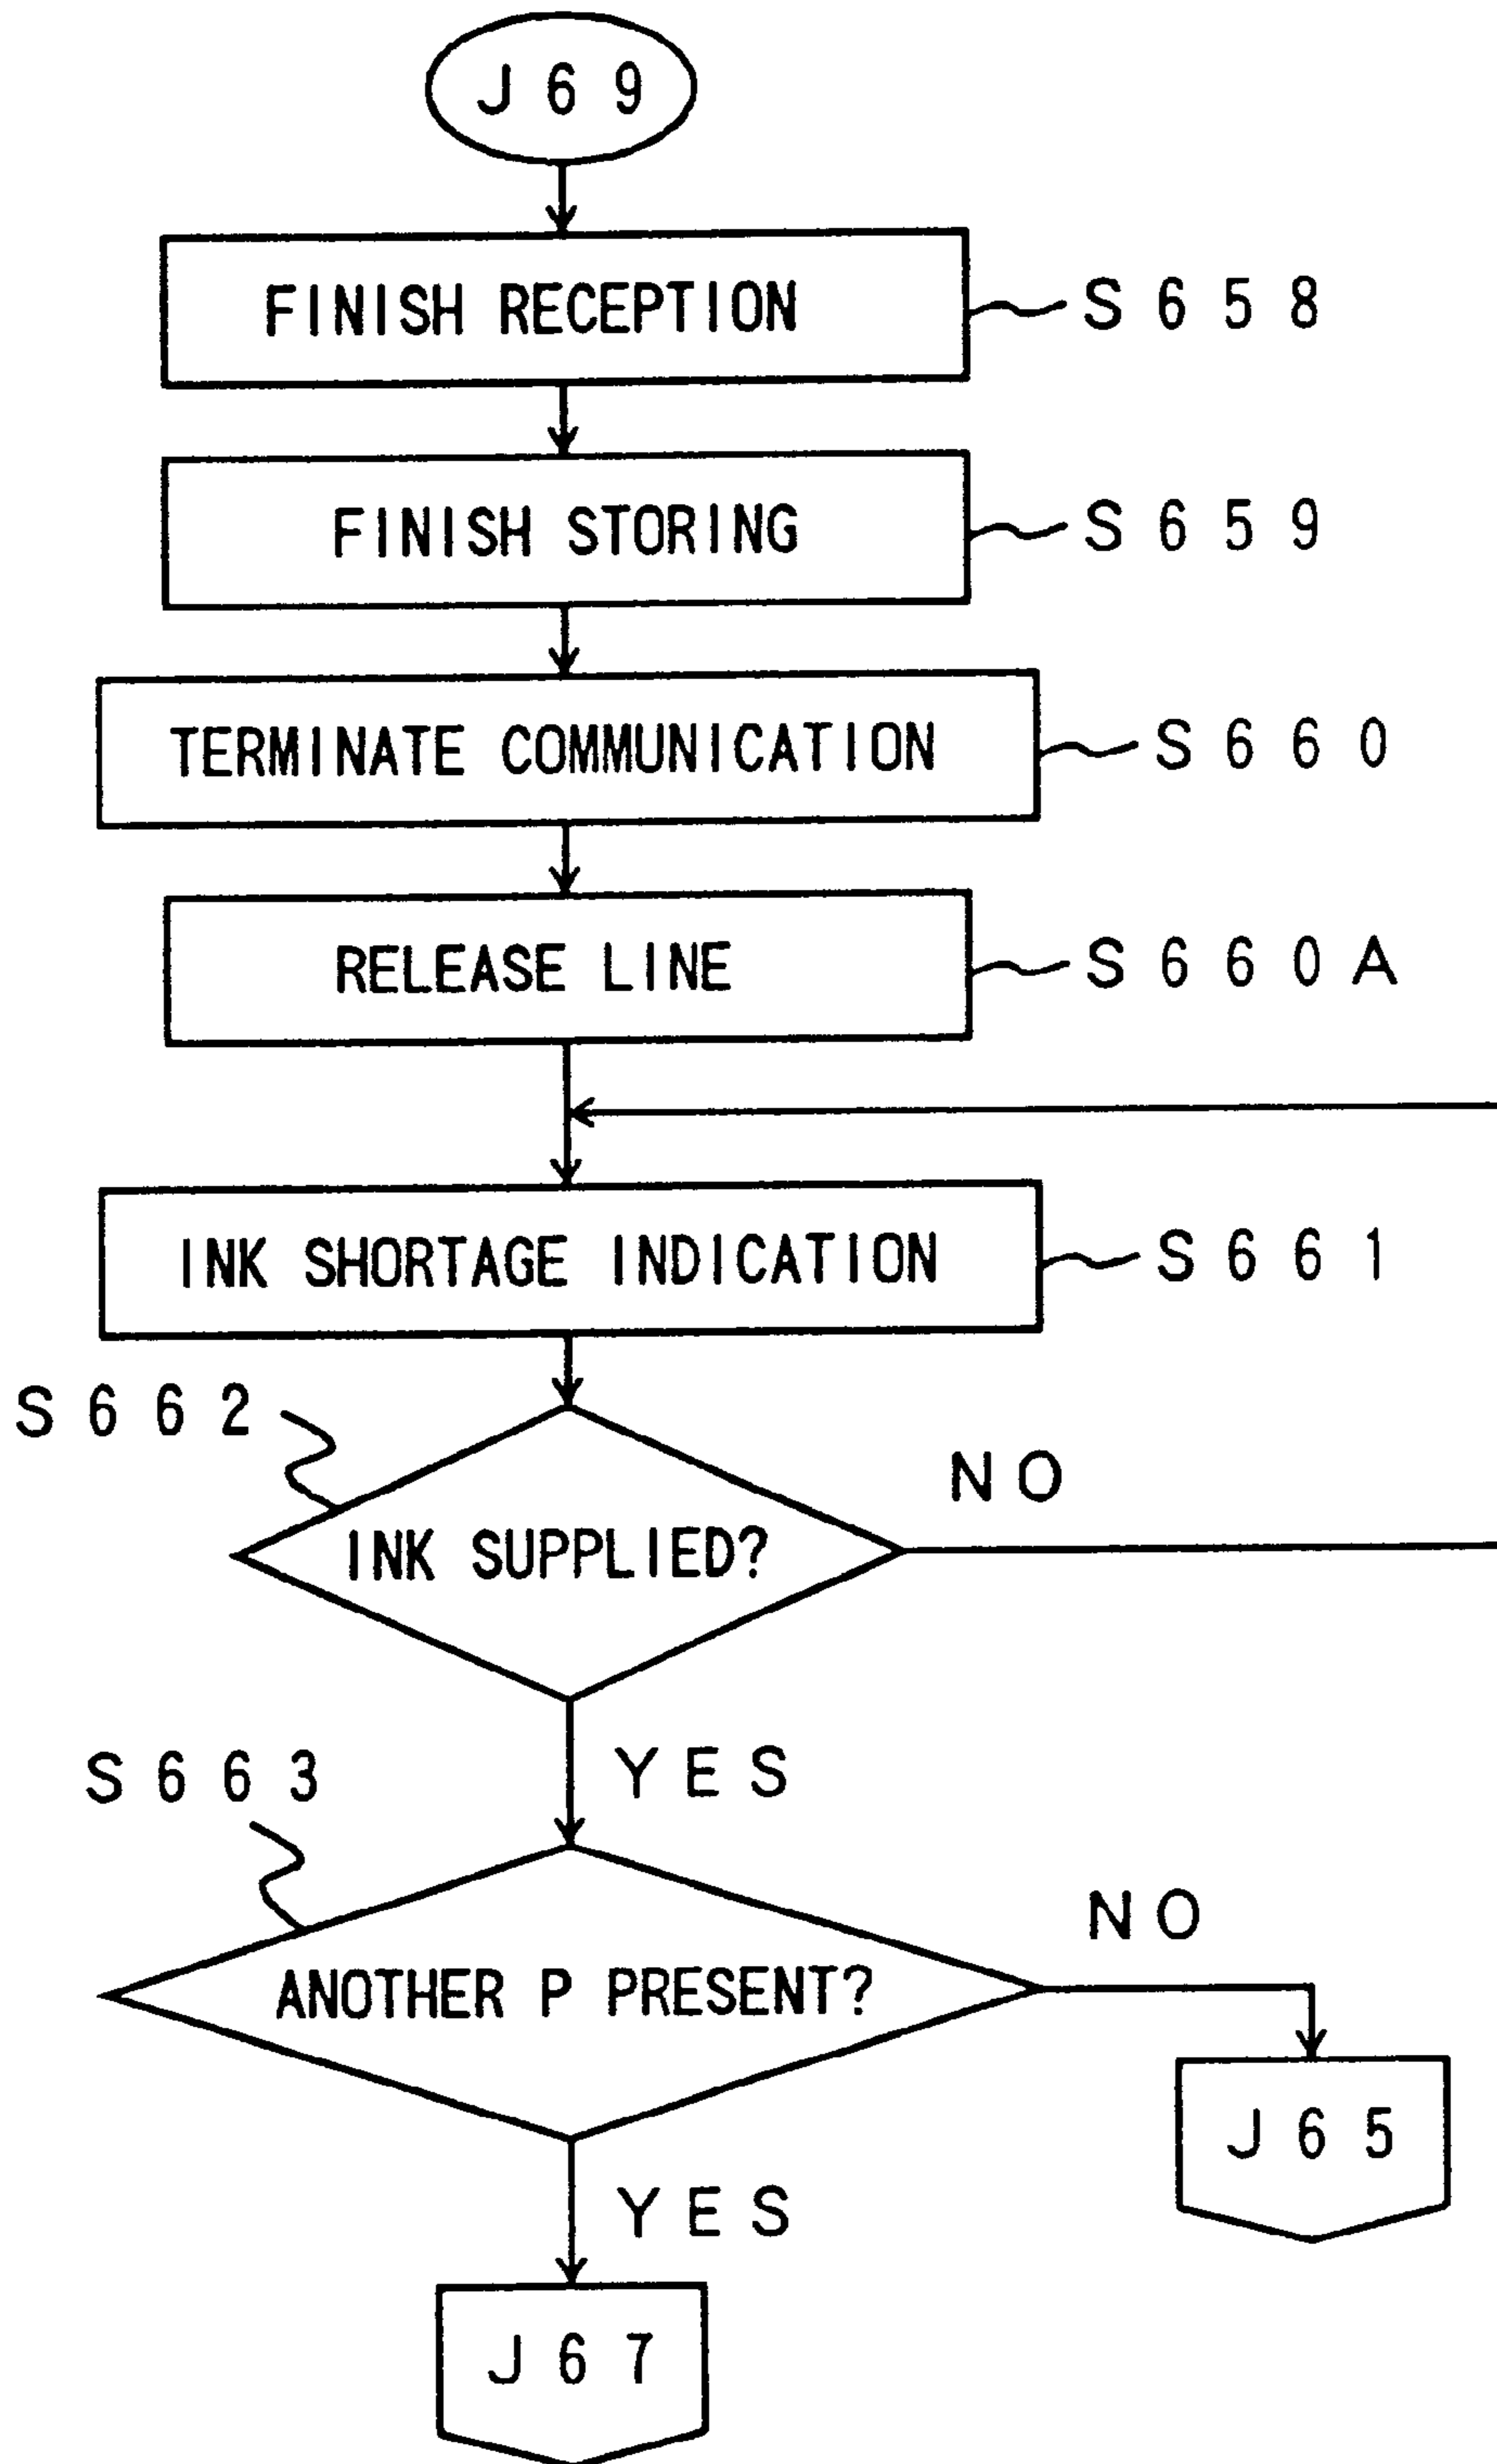 J69
FINISH RECEPTION
S658
FINISH STORING
S659
TERMINATE COMMUNICATION
S660
RELEASE LINE
S660A
INK SHORTAGE INDICATION
S661
S662
NO
INK SUPPLIED?
YES
S663
NO
ANOTHER P PRESENT?
J65
YES
J67